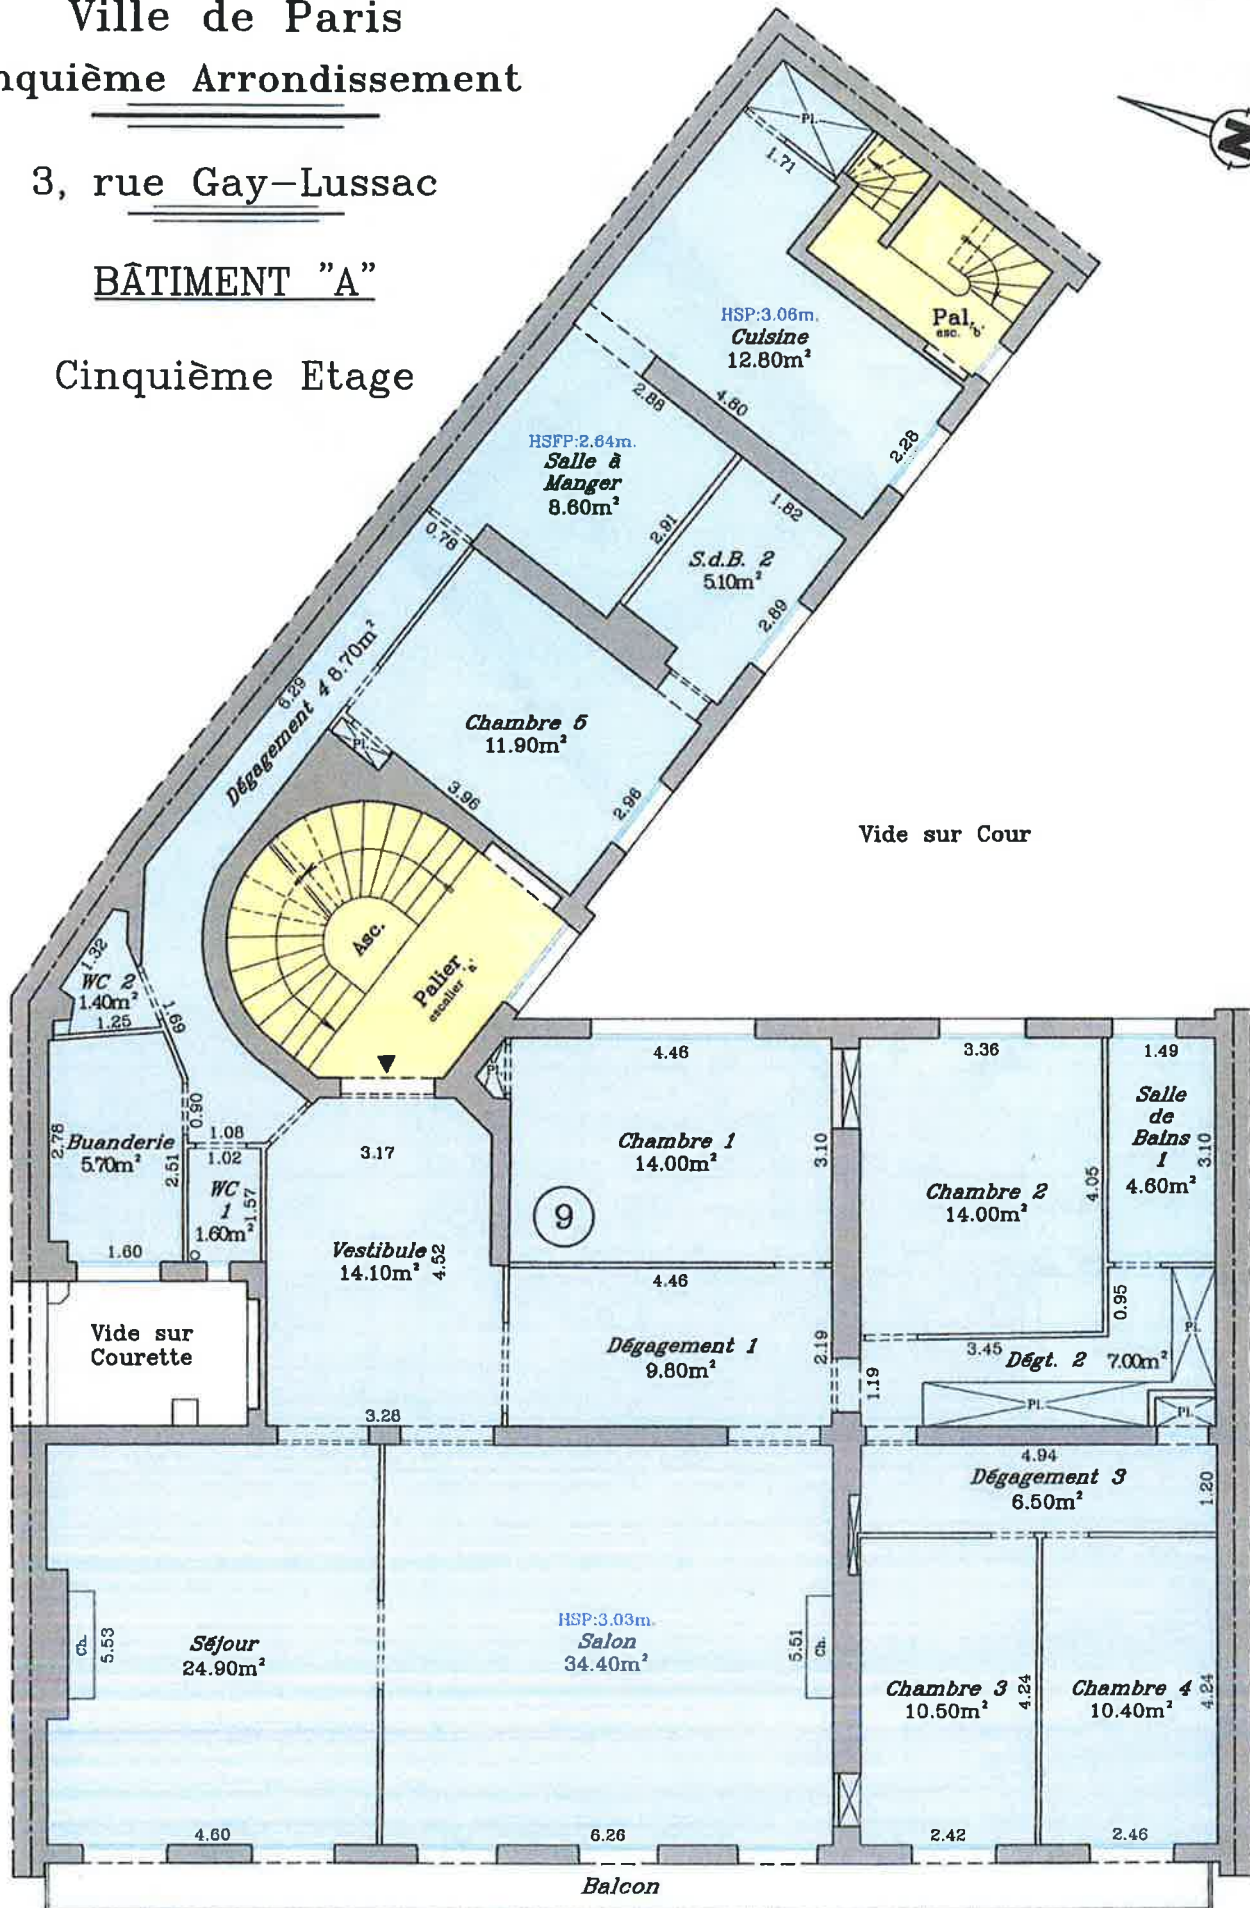 Ville de Paris
nquième Arrondissement
3, rue Gay-Lussac
BÂTIMENT "A"
Cinquième Etage
N
Pl.
1.71
HSP:3.06m.
Cuisine
12.80m²
Pal.
esc. 'b'
2.88
4.60
2.28
HSFP:2.64m.
Salle à
Manger
8.60m²
0.78
2.91
1.82
S.d.B. 2
5.10m²
2.89
6.29
Dégagement 4 8.70m²
Pl.
Chambre 5
11.90m²
3.96
2.96
Vide sur Cour
Asc.
Palier
escalier 'a'
1.32
WC 2
1.40m²
1.25
1.69
Pl.
4.46
3.36
1.49
Salle
de
Bains
1
4.60m²
3.10
2.78
Buanderie
5.70m²
2.51
0.90
1.08
1.02
WC
1
1.60m²
1.57
1.60
3.17
Vestibule
14.10m²
4.52
Chambre 1
14.00m²
3.10
9
Chambre 2
14.00m²
4.05
Vide sur
Courette
4.46
Dégagement 1
9.80m²
2.19
0.95
Pl.
3.45
Dégt. 2 7.00m²
1.19
Pl.
Pl.
3.28
4.94
Dégagement 3
6.50m²
1.20
Ch.
5.53
Séjour
24.90m²
HSP:3.03m.
Salon
34.40m²
5.51
Ch.
Chambre 3
10.50m²
4.24
Chambre 4
10.40m²
4.24
4.60
6.26
2.42
2.46
Balcon